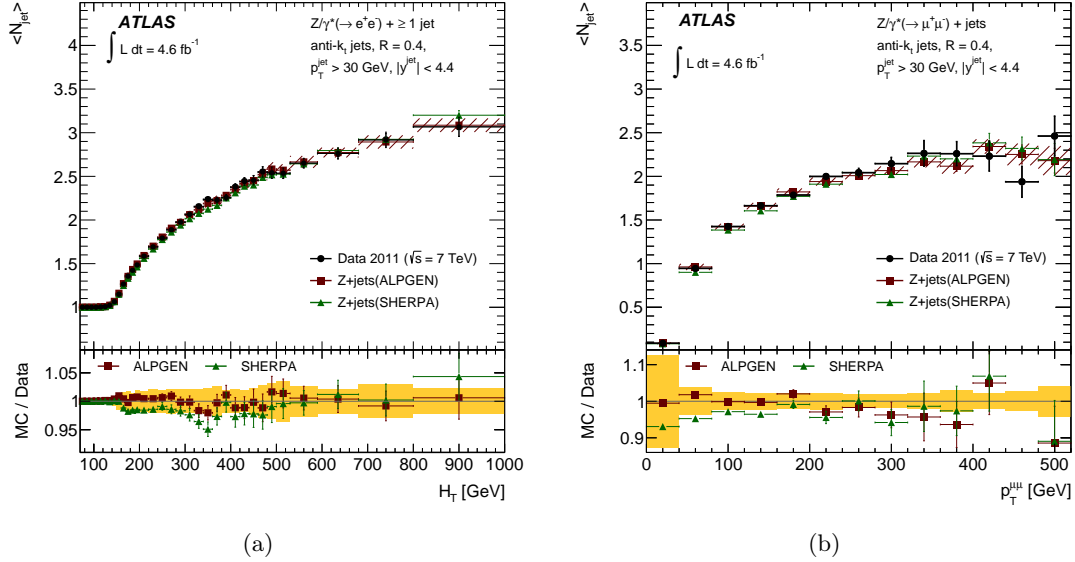 <N_jet>
ATLAS
∫ L dt = 4.6 fb⁻¹
Z/γ*(→ e⁺e⁻) + ≥ 1 jet
anti-k_t jets, R = 0.4,
p_T^jet > 30 GeV, |y^jet| < 4.4
3.5
3
2.5
2
1.5
1
Data 2011 (√s = 7 TeV)
Z+jets(ALPGEN)
Z+jets(SHERPA)
MC / Data
ALPGEN
SHERPA
1.05
1
0.95
100 200 300 400 500 600 700 800 900 1000
H_T [GeV]
(a)
<N_jet>
ATLAS
∫ L dt = 4.6 fb⁻¹
Z/γ*(→ μ⁺μ⁻) + jets
anti-k_t jets, R = 0.4,
p_T^jet > 30 GeV, |y^jet| < 4.4
3.5
3
2.5
2
1.5
1
0.5
Data 2011 (√s = 7 TeV)
Z+jets(ALPGEN)
Z+jets(SHERPA)
MC / Data
ALPGEN
SHERPA
1.1
1
0.9
0 100 200 300 400 500
p_T^μμ [GeV]
(b)